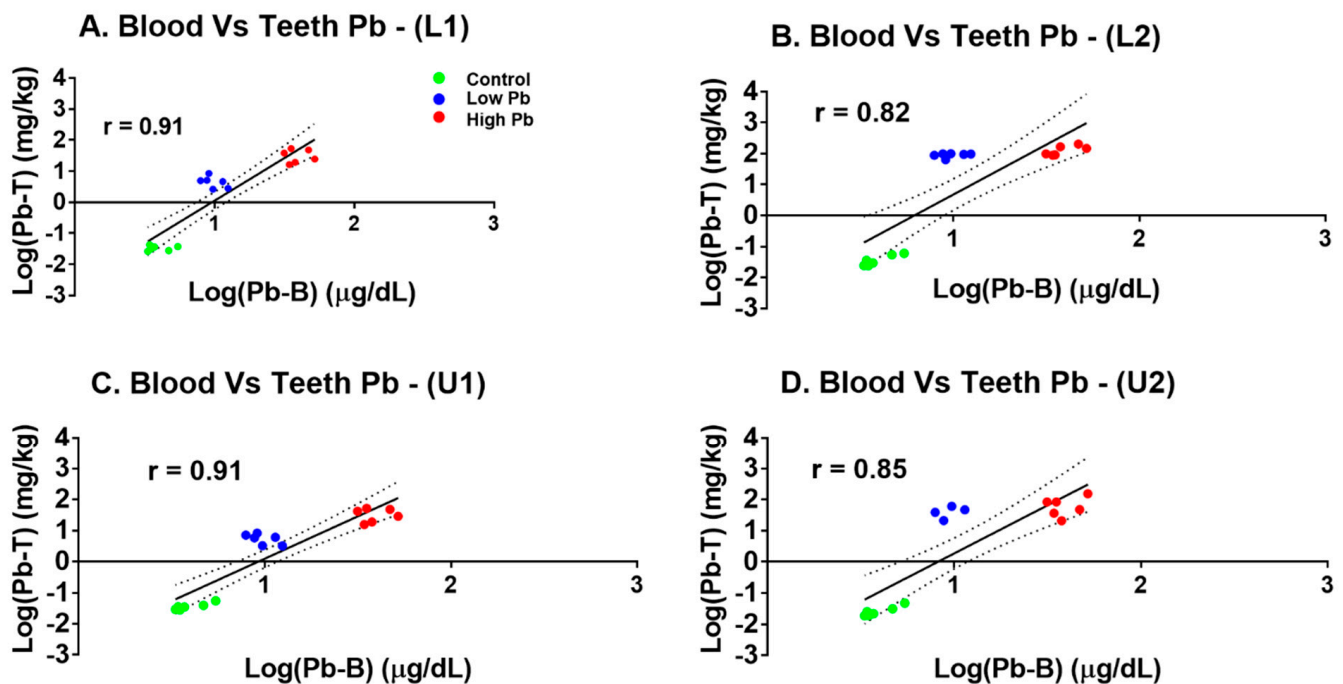 A. Blood Vs Teeth Pb - (L1)
Log(Pb-T) (mg/kg)
4
3
2
1
0
-1
-2
-3
r = 0.91
Control
Low Pb
High Pb
1
2
3
Log(Pb-B) (μg/dL)
B. Blood Vs Teeth Pb - (L2)
Log(Pb-T) (mg/kg)
4
3
2
1
0
-1
-2
-3
r = 0.82
1
2
3
Log(Pb-B) (μg/dL)
C. Blood Vs Teeth Pb - (U1)
Log(Pb-T) (mg/kg)
4
3
2
1
0
-1
-2
-3
r = 0.91
1
2
3
Log(Pb-B) (μg/dL)
D. Blood Vs Teeth Pb - (U2)
Log(Pb-T) (mg/kg)
4
3
2
1
0
-1
-2
-3
r = 0.85
1
2
3
Log(Pb-B) (μg/dL)